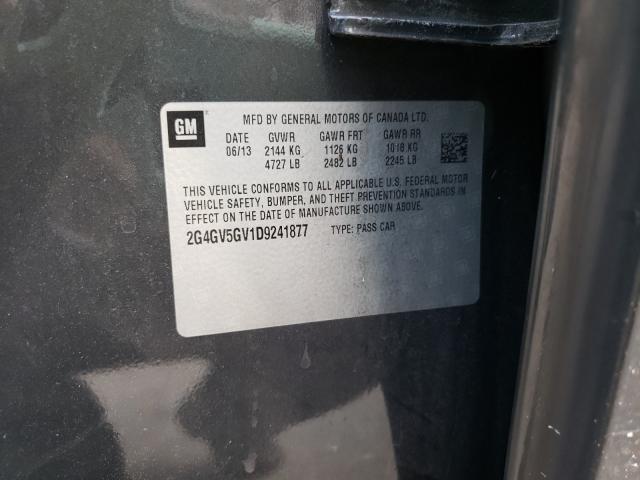 GM
MFD BY GENERAL MOTORS OF CANADA LTD.
DATE GVWR GAWR FRT GAWR RR
06/13 2144 KG 1126 KG 1018 KG
4727 LB 2482 LB 2245 LB
THIS VEHICLE CONFORMS TO ALL APPLICABLE U.S. FEDERAL MOTOR
VEHICLE SAFETY, BUMPER, AND THEFT PREVENTION STANDARDS IN
EFFECT ON THE DATE OF MANUFACTURE SHOWN ABOVE.
2G4GV5GV1D9241877 TYPE: PASS CAR